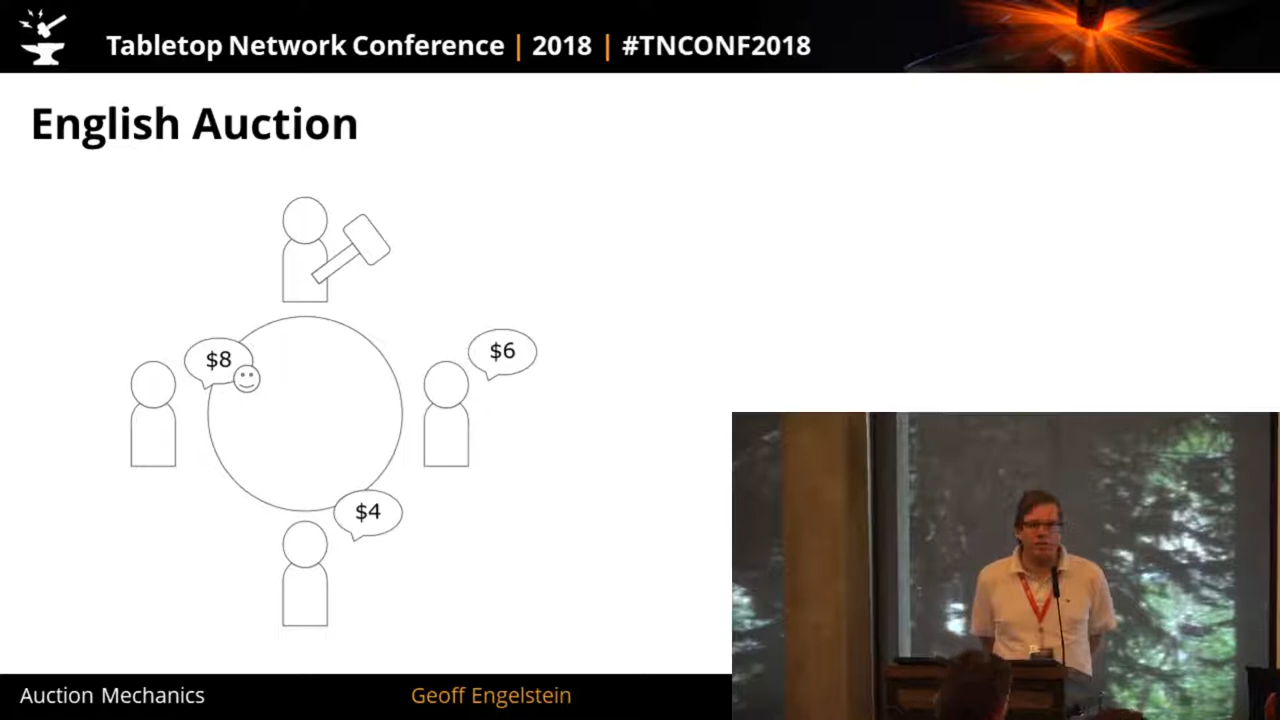 Tabletop Network Conference | 2018 | #TNCONF2018
English Auction
$8
$6
$4
Auction Mechanics
Geoff Engelstein